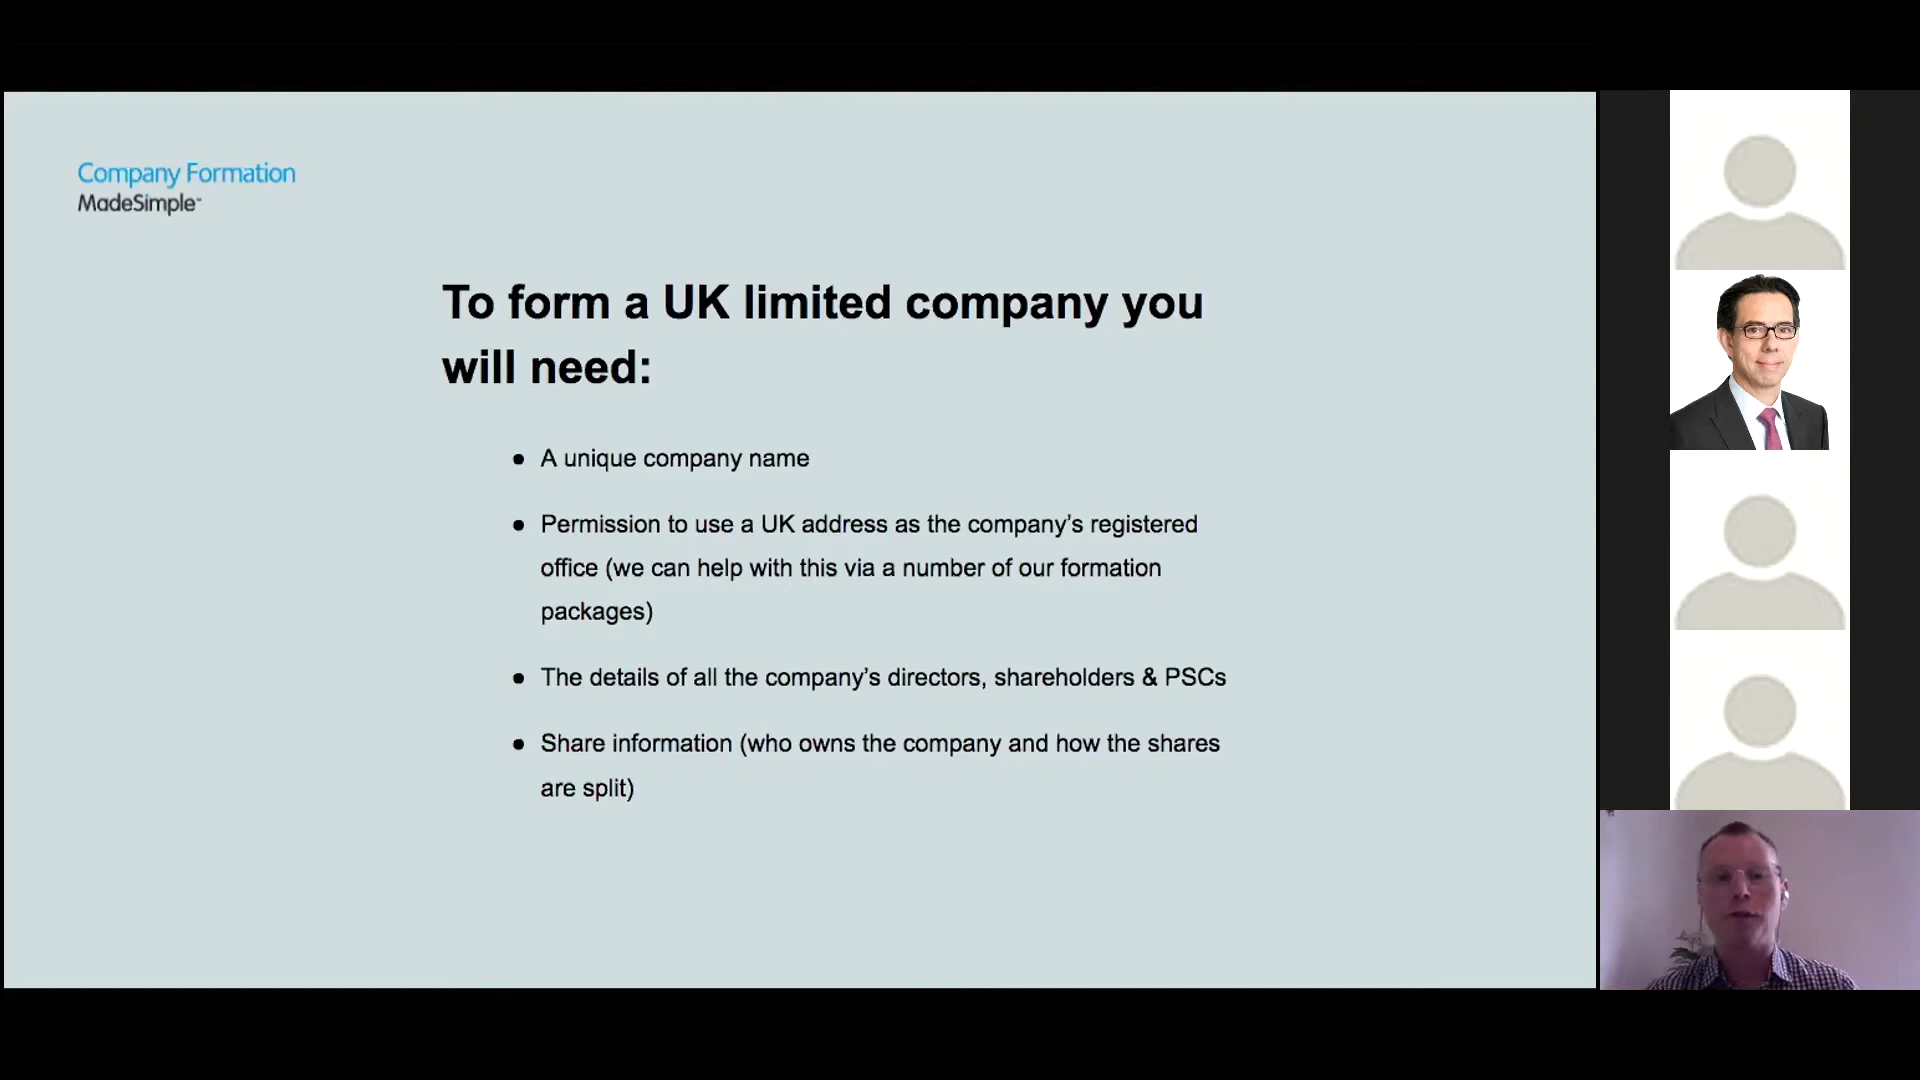 Company Formation
MadeSimple™
To form a UK limited company you
will need:
● A unique company name
● Permission to use a UK address as the company’s registered
office (we can help with this via a number of our formation
packages)
● The details of all the company’s directors, shareholders & PSCs
● Share information (who owns the company and how the shares
are split)